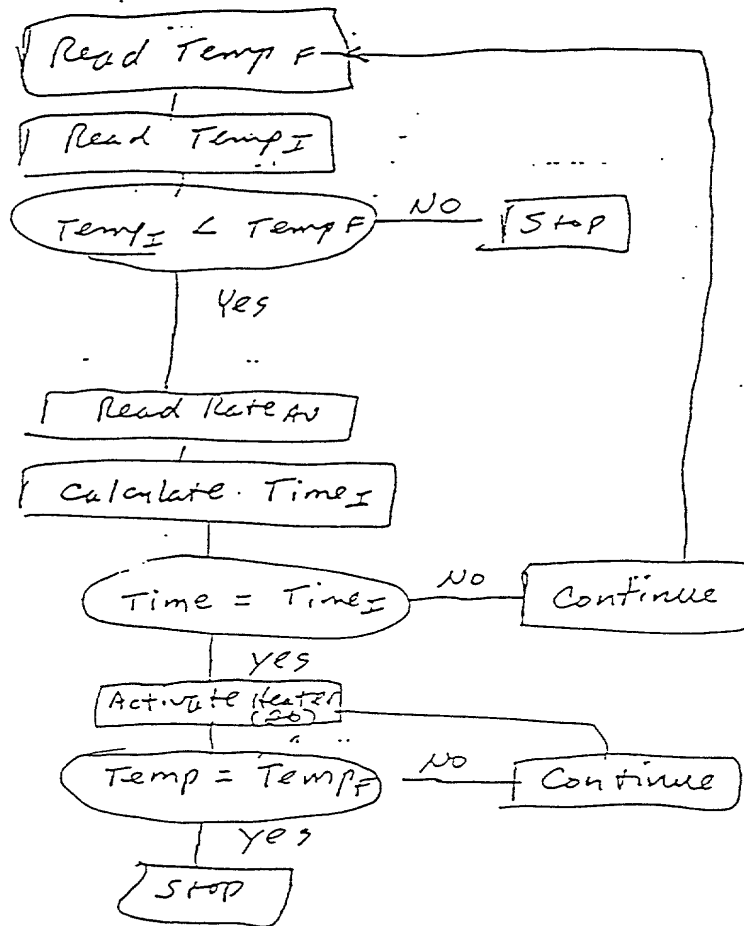 Read Temp F
Read Temp I
Temp I < Temp F
NO
Stop
Yes
Read Rate AV
Calculate Time I
Time = Time I
NO
Continue
yes
Activate Heater
(20)
Temp = Temp F
NO
Continue
yes
Stop